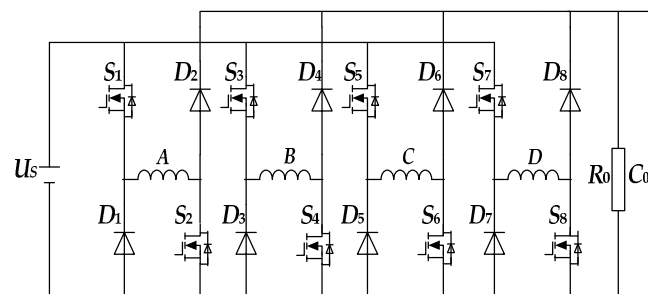 S1 D2 S3 D4 S5 D6 S7 D8
A B C D
Us R0 C0
D1 S2 D3 S4 D5 S6 D7 S8